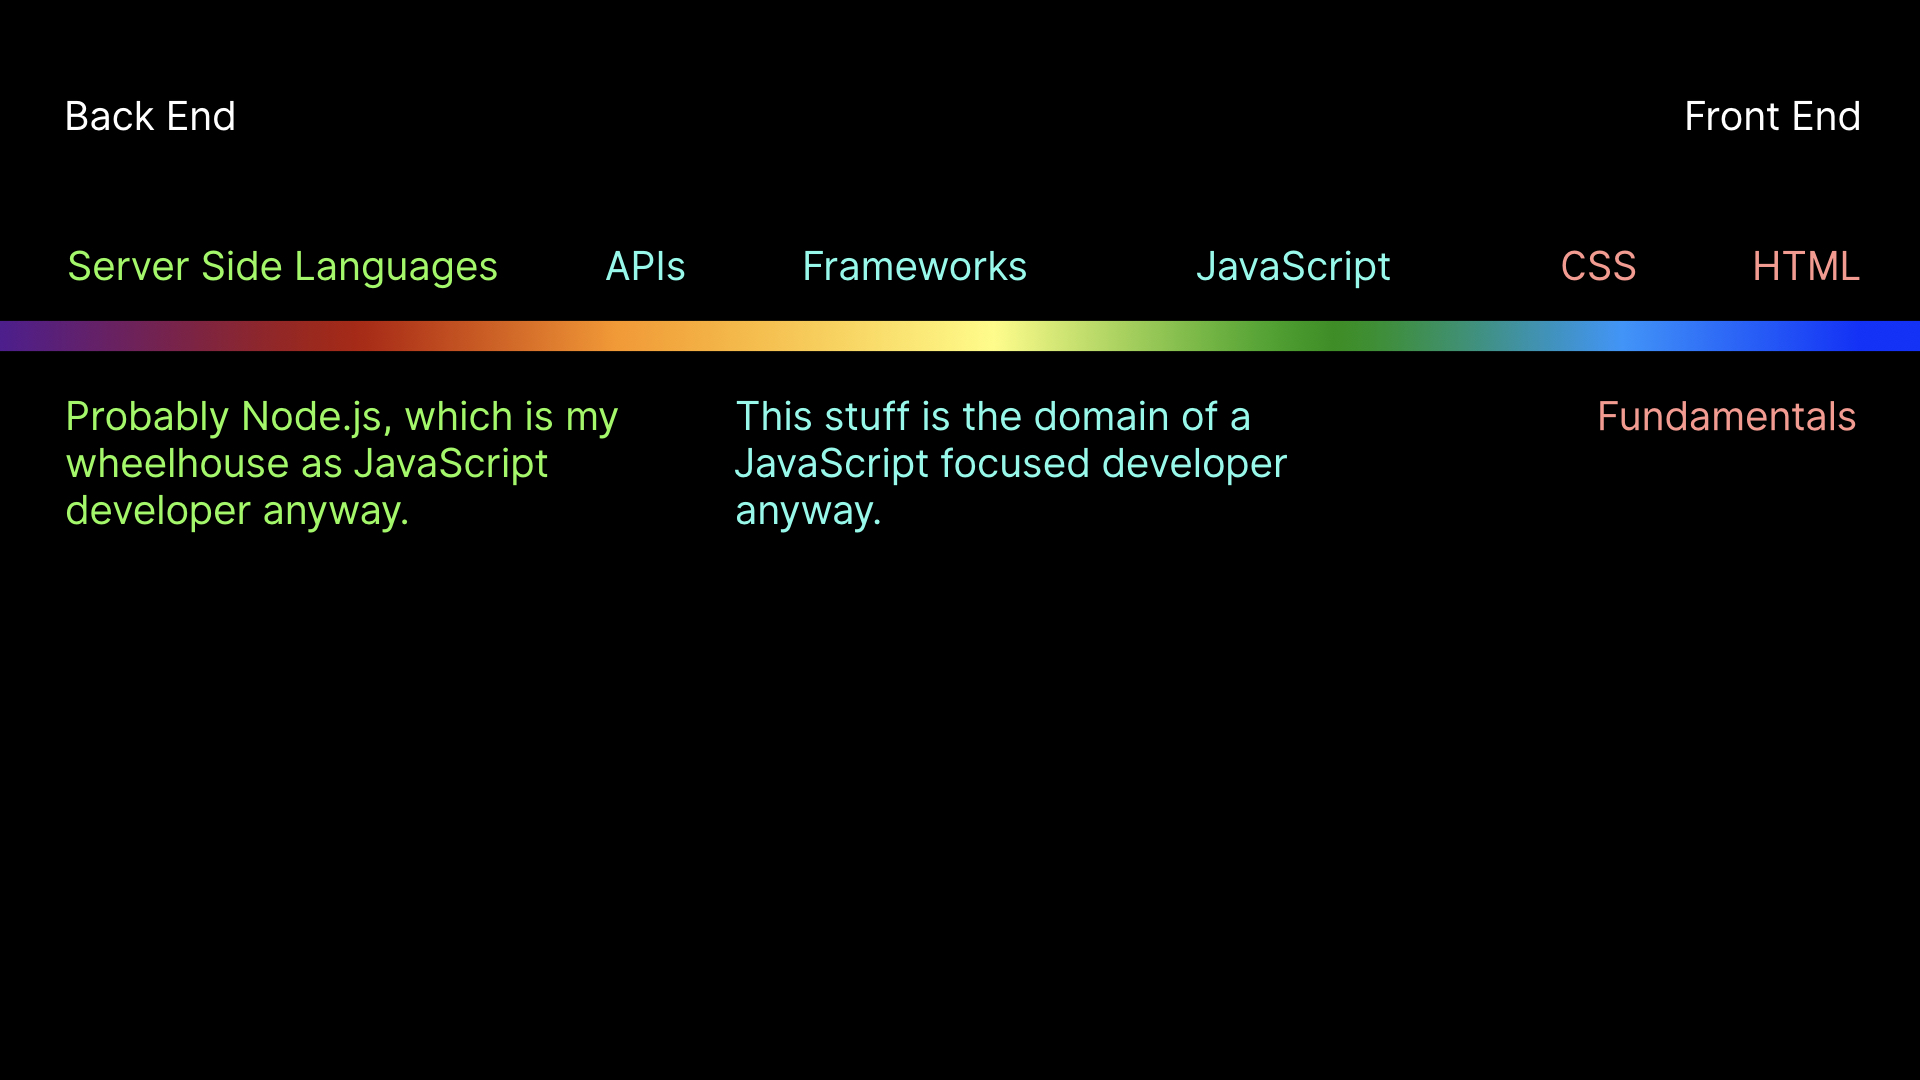 Back End
Front End
Server Side Languages
APIs
Frameworks
JavaScript
CSS
HTML
Probably Node.js, which is my
wheelhouse as JavaScript
developer anyway.
This stuff is the domain of a
JavaScript focused developer
anyway.
Fundamentals